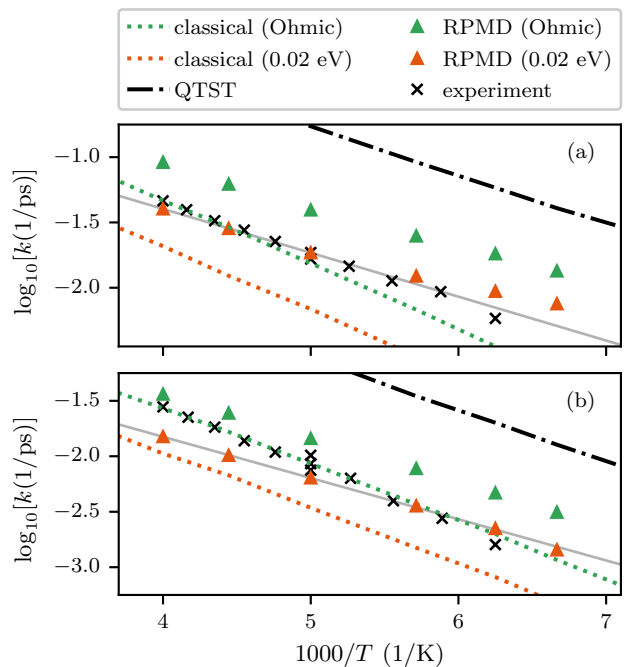 classical (Ohmic)
classical (0.02 eV)
QTST
RPMD (Ohmic)
RPMD (0.02 eV)
experiment
(a)
−1.0
−1.5
−2.0
log₁₀[k(1/ps)]
(b)
−1.5
−2.0
−2.5
−3.0
log₁₀[k(1/ps)]
4
5
6
7
1000/T (1/K)